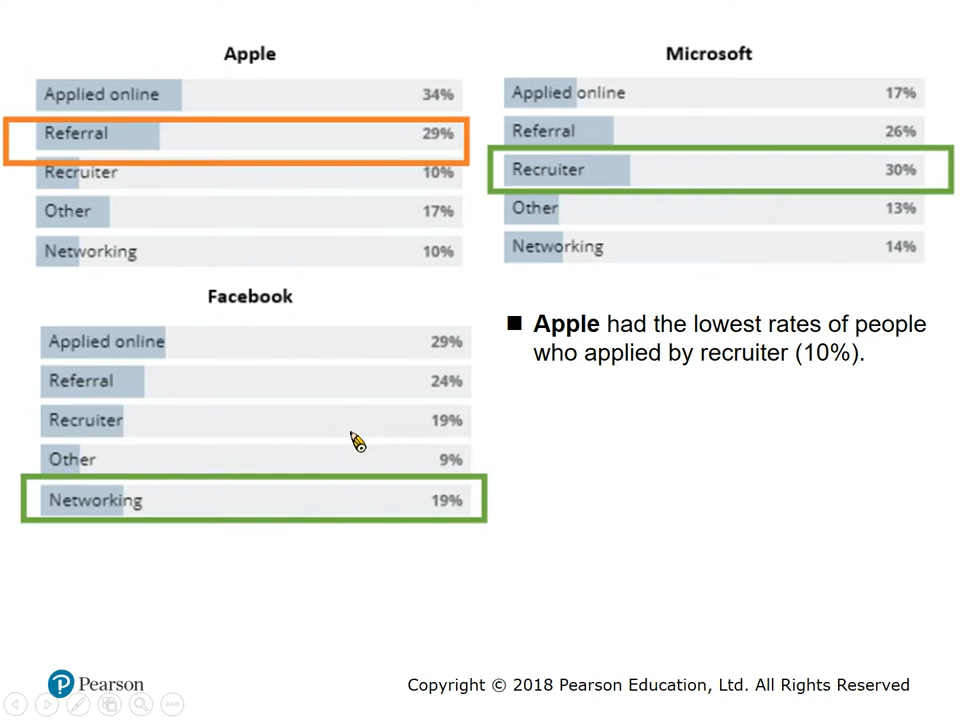 Apple
Applied online 34%
Referral 29%
Recruiter 10%
Other 17%
Networking 10%
Microsoft
Applied online 17%
Referral 26%
Recruiter 30%
Other 13%
Networking 14%
Facebook
Applied online 29%
Referral 24%
Recruiter 19%
Other 9%
Networking 19%
■ Apple had the lowest rates of people
who applied by recruiter (10%).
Pearson
Copyright © 2018 Pearson Education, Ltd. All Rights Reserved